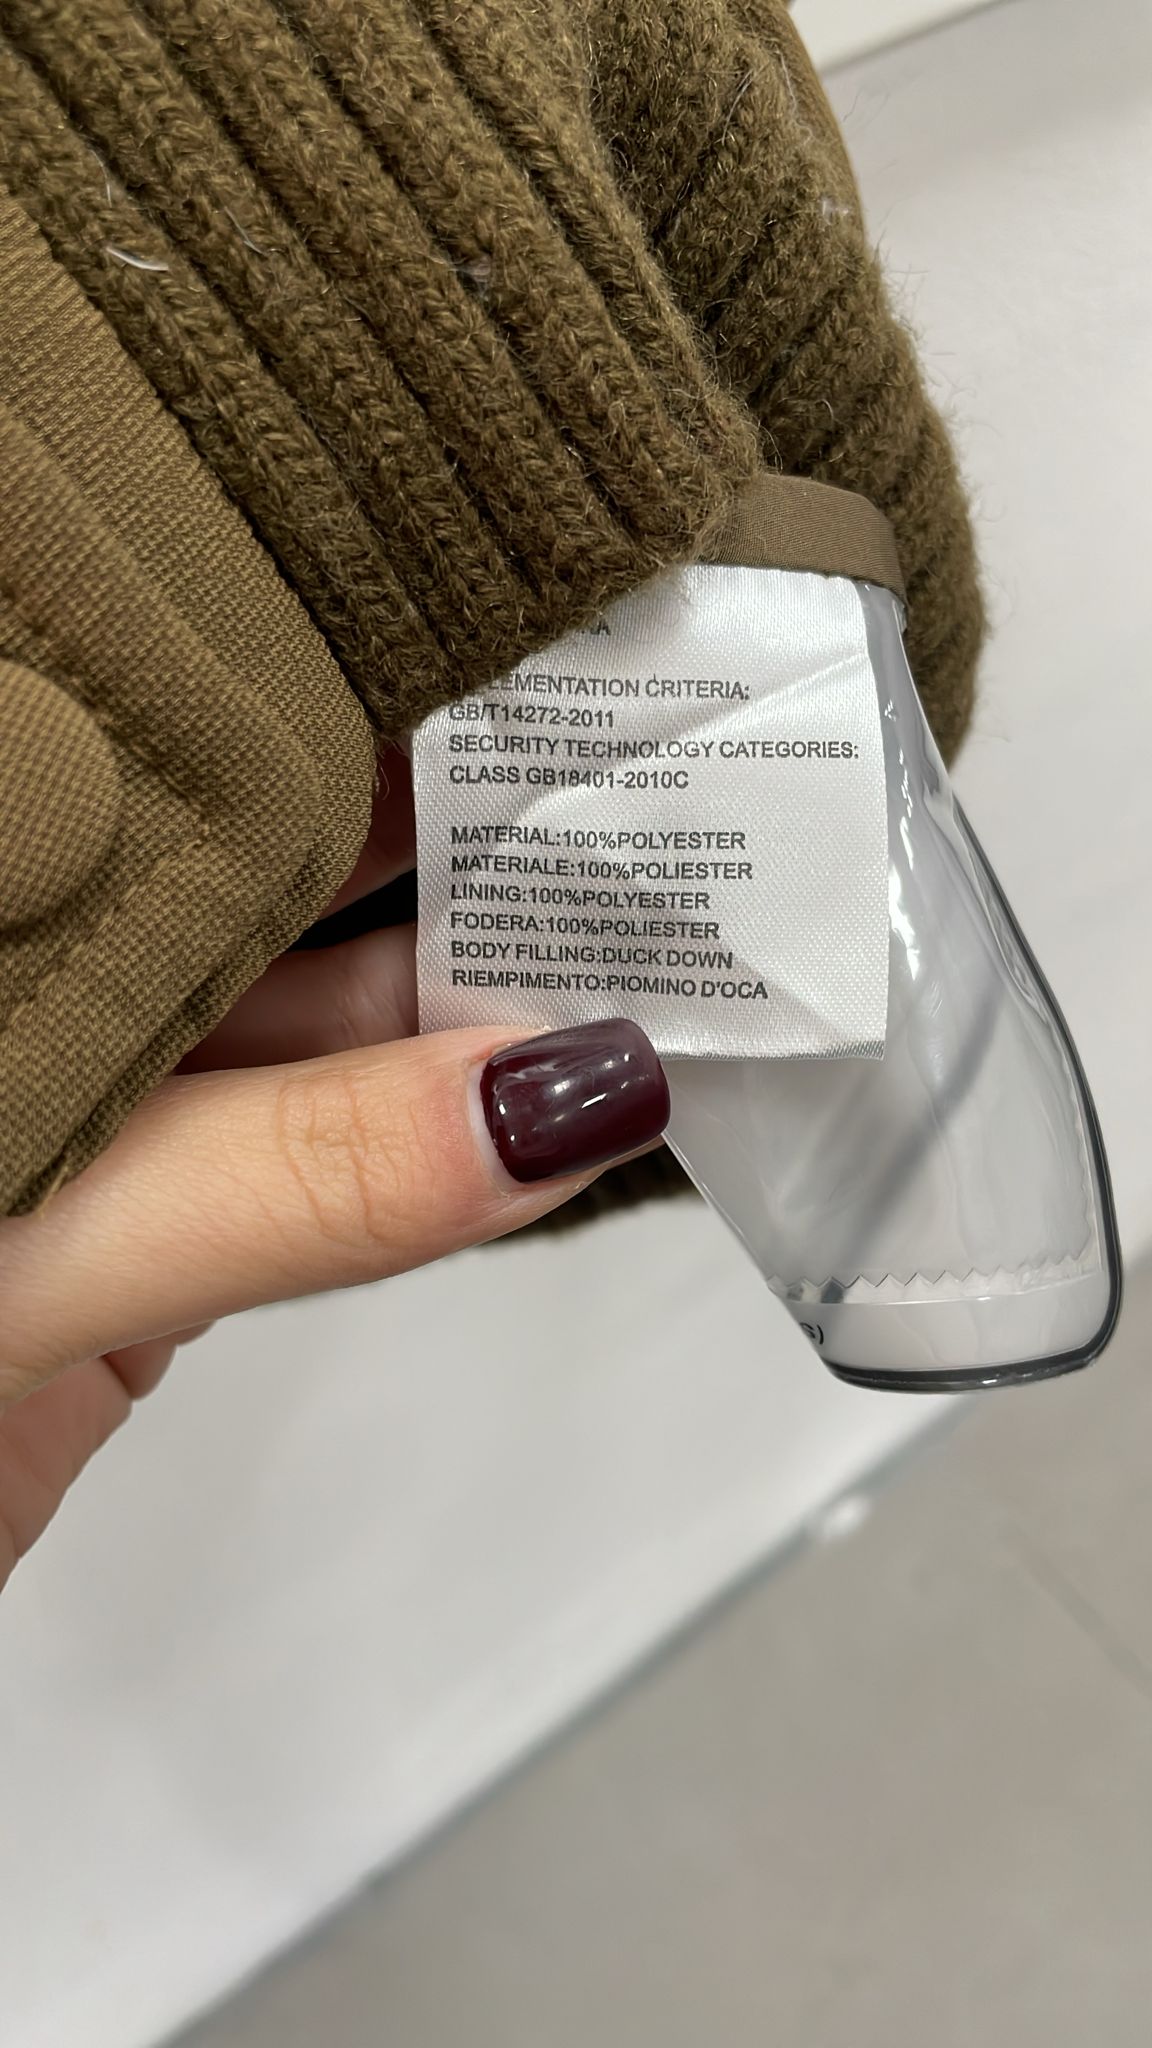 IMPLEMENTATION CRITERIA:
GB/T14272-2011
SECURITY TECHNOLOGY CATEGORIES:
CLASS GB18401-2010C
MATERIAL:100%POLYESTER
MATERIALE:100%POLIESTER
LINING:100%POLYESTER
FODERA:100%POLIESTER
BODY FILLING:DUCK DOWN
RIEMPIMENTO:PIOMINO D'OCA